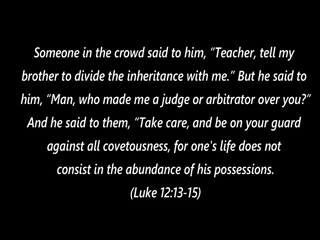 Someone in the crowd said to him, “Teacher, tell my
brother to divide the inheritance with me.” But he said to
him, “Man, who made me a judge or arbitrator over you?”
And he said to them, “Take care, and be on your guard
against all covetousness, for one's life does not
consist in the abundance of his possessions.
(Luke 12:13-15)